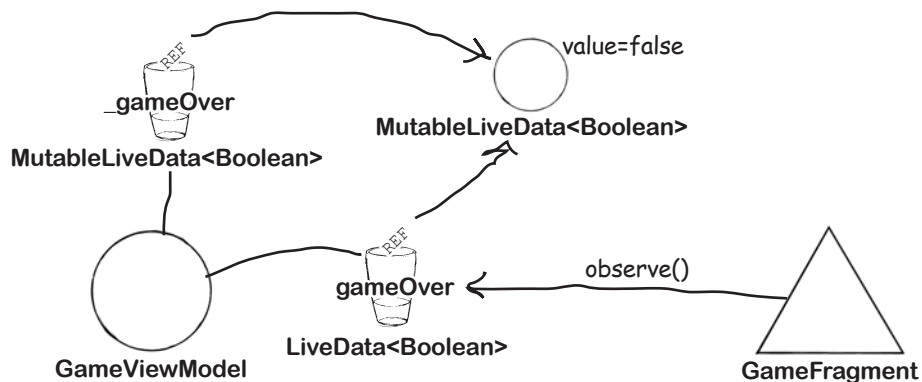 REF
value=false
_gameOver
MutableLiveData<Boolean>
MutableLiveData<Boolean>
REF
observe()
gameOver
LiveData<Boolean>
GameViewModel
GameFragment